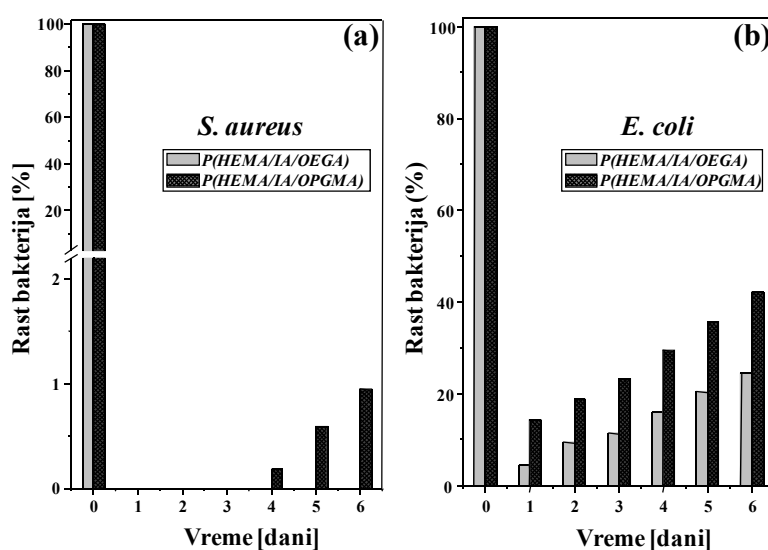 (a)
S. aureus
P(HEMA/IA/OEGA)
P(HEMA/IA/OPGMA)
Rast bakterija [%]
100
80
60
40
20
2
1
0
0 1 2 3 4 5 6
Vreme [dani]
(b)
E. coli
P(HEMA/IA/OEGA)
P(HEMA/IA/OPGMA)
Rast bakterija (%)
100
80
60
40
20
0
0 1 2 3 4 5 6
Vreme [dani]